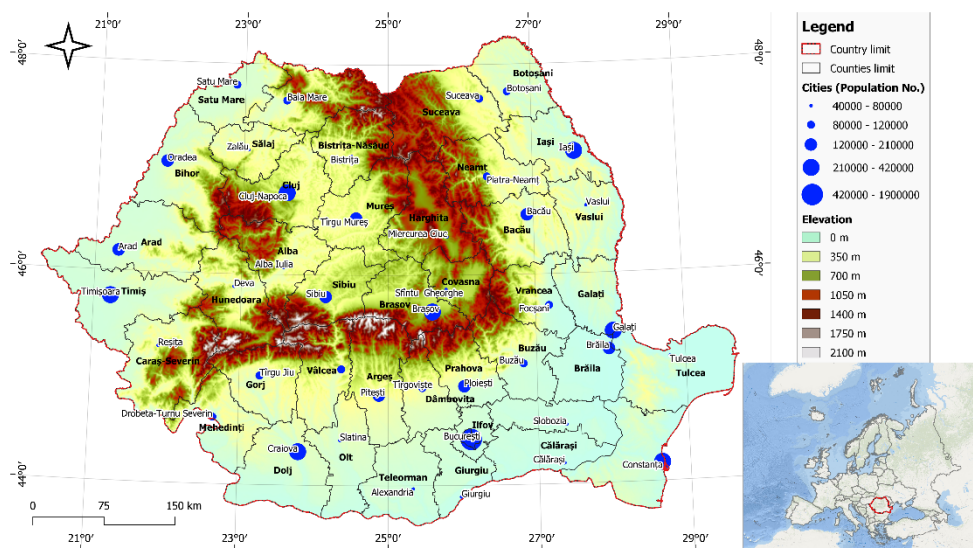 21°0' 23°0' 25°0' 27°0' 29°0'
48°0' 48°0'
Legend
Country limit
Counties limit
Cities (Population No.)
40000 - 80000
80000 - 120000
120000 - 210000
210000 - 420000
420000 - 1900000
Elevation
0 m
350 m
700 m
1050 m
1400 m
1750 m
2100 m
Botoșani
Botoșani
Satu Mare
Satu Mare
Baia Mare
Suceava
Suceava
Iași
Iași
Zalău
Sălaj
Bistrița-Năsăud
Bistrița
Oradea
Bihor
Neamt
Piatra-Neamț
Cluj
Cluj-Napoca
Mureș
Tîrgu Mureș
Harghita
Miercurea Ciuc
Bacău
Bacău
Vaslui
Vaslui
Arad
Arad
Alba
Alba Iulia
46°0' 46°0'
Deva
Hunedoara
Sibiu
Sibiu
Covasna
Sfîntu Gheorghe
Brasov
Brașov
Vrancea
Focșani
Galați
Galați
Timișoara
Timiș
Reșița
Caraș-Severin
Brăila
Brăila
Tulcea
Tulcea
Buzău
Buzău
Prahova
Ploiești
Vâlcea
Argeș
Tîrgoviște
Dâmbovita
Pitești
Tîrgu Jiu
Gorj
Drobeta-Turnu Severin
Mehedinți
Slatina
Olt
Craiova
Dolj
Ilfov
București
Slobozia
Călărași
Călărași
Constanța
Giurgiu
Giurgiu
Teleorman
Alexandria
44°0' 44°0'
0 75 150 km
21°0' 23°0' 25°0' 27°0' 29°0'